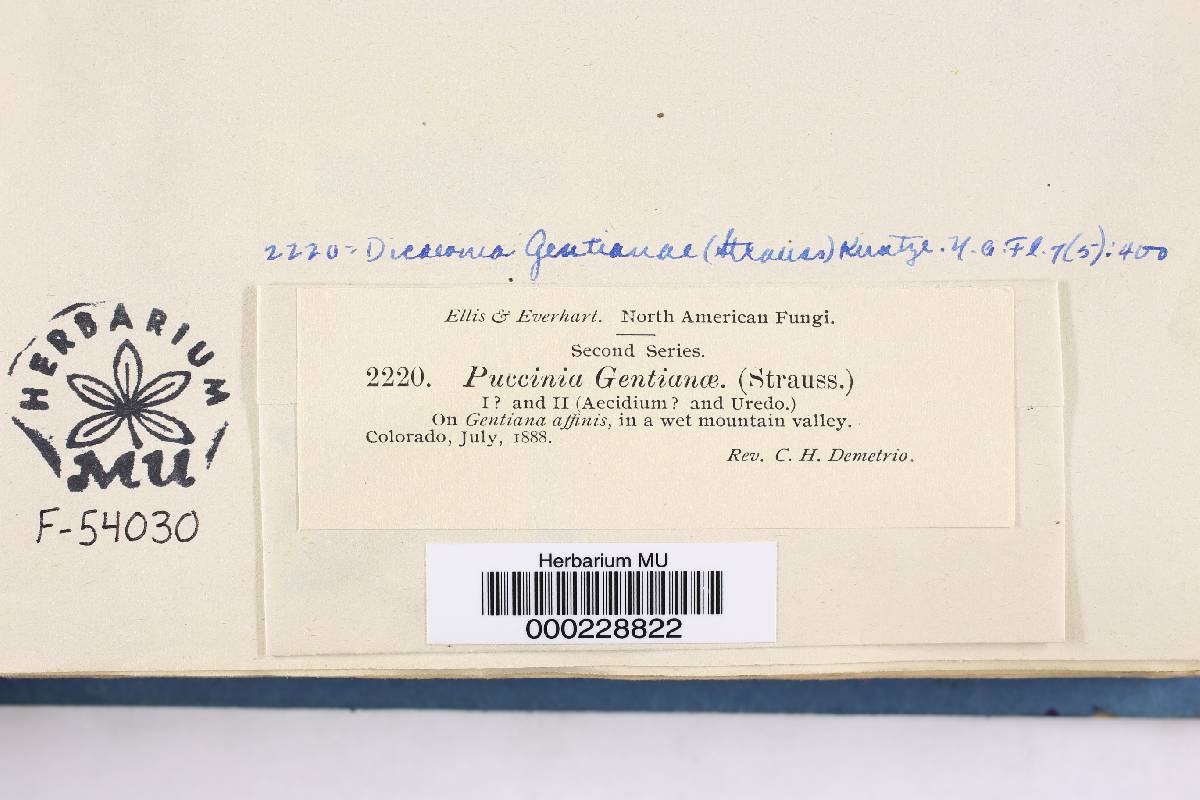 2220 = Dicaeoma Gentianae (Strauss) Kuntze. N. A. Fl. 7(5): 400
Ellis & Everhart. North American Fungi.
Second Series.
2220. Puccinia Gentianæ. (Strauss.)
I ? and II (Aecidium ? and Uredo.)
On Gentiana affinis, in a wet mountain valley.
Colorado, July, 1888.
Rev. C. H. Demetrio.
HERBARIUM
MU
F-54030
Herbarium MU
000228822